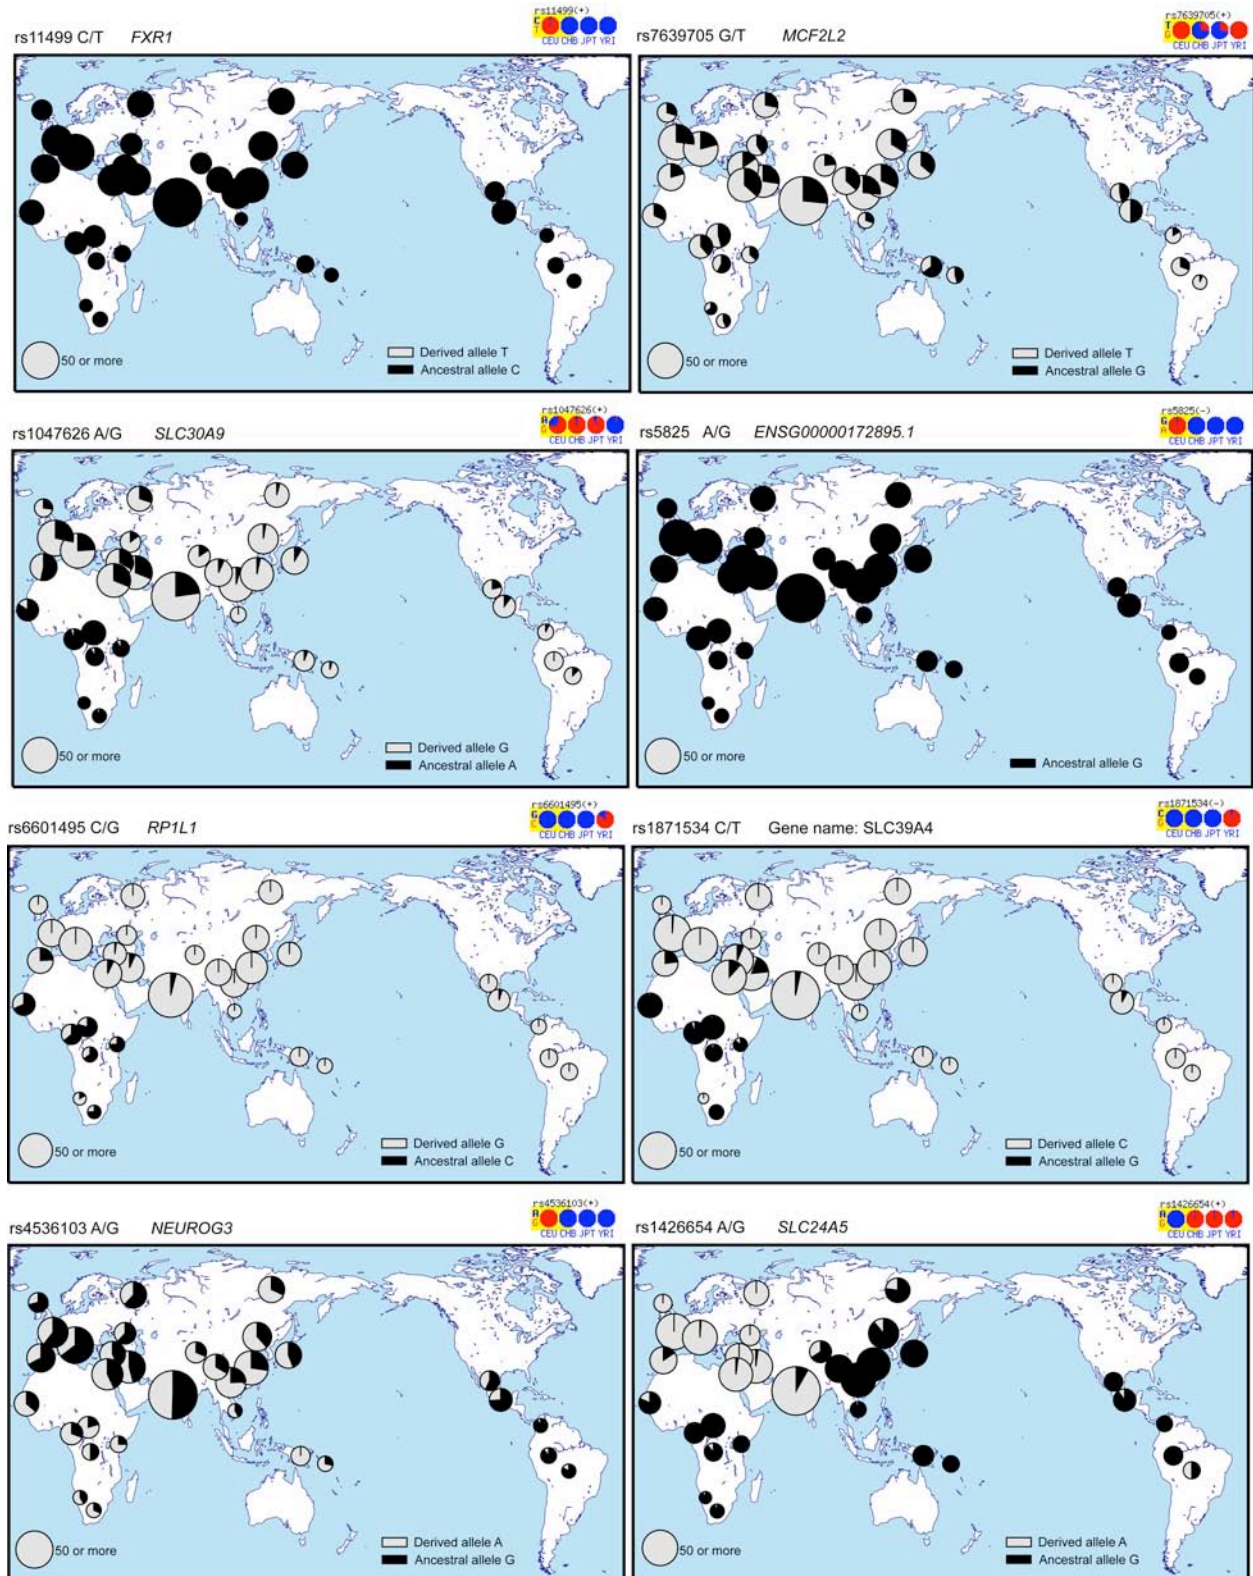 rs11499 C/T FXR1
rs11499(+)
C
T
CEU CHB JPT YRI
50 or more
Derived allele T
Ancestral allele C
rs7639705 G/T MCF2L2
rs7639705(+)
T
G
CEU CHB JPT YRI
50 or more
Derived allele T
Ancestral allele G
rs1047626 A/G SLC30A9
rs1047626(+)
A
G
CEU CHB JPT YRI
50 or more
Derived allele G
Ancestral allele A
rs5825 A/G ENSG00000172895.1
rs5825(-)
G
A
CEU CHB JPT YRI
50 or more
Ancestral allele G
rs6601495 C/G RP1L1
rs6601495(+)
G
C
CEU CHB JPT YRI
50 or more
Derived allele G
Ancestral allele C
rs1871534 C/T Gene name: SLC39A4
rs1871534(-)
C
G
CEU CHB JPT YRI
50 or more
Derived allele C
Ancestral allele G
rs4536103 A/G NEUROG3
rs4536103(+)
A
G
CEU CHB JPT YRI
50 or more
Derived allele A
Ancestral allele G
rs1426654 A/G SLC24A5
rs1426654(+)
A
G
CEU CHB JPT YRI
50 or more
Derived allele A
Ancestral allele G